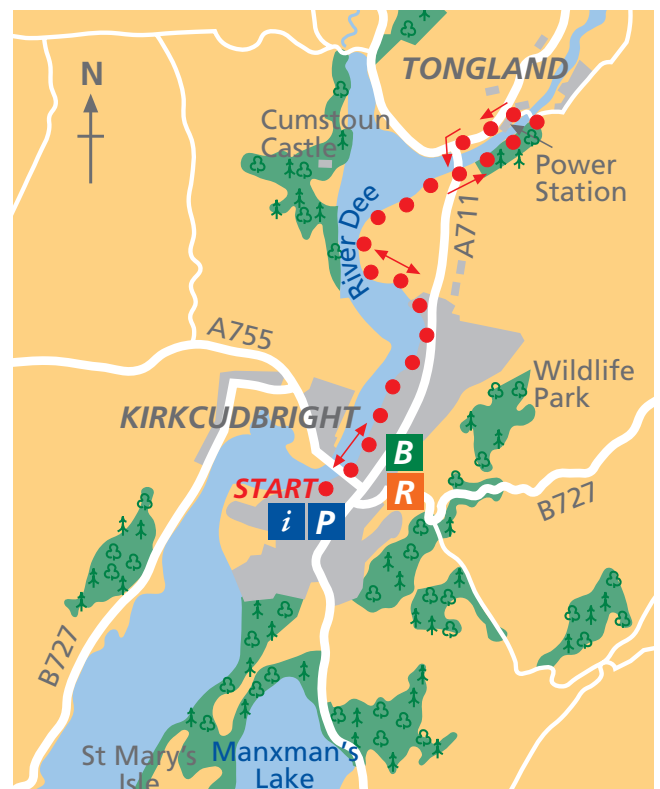 TONGLAND
N
Cumstoun
Castle
Power
Station
River Dee
A711
A755
Wildlife
Park
KIRKCUDBRIGHT
B
START
R
i P
B727
B727
St Mary's
Isle
Manxman's
Lake